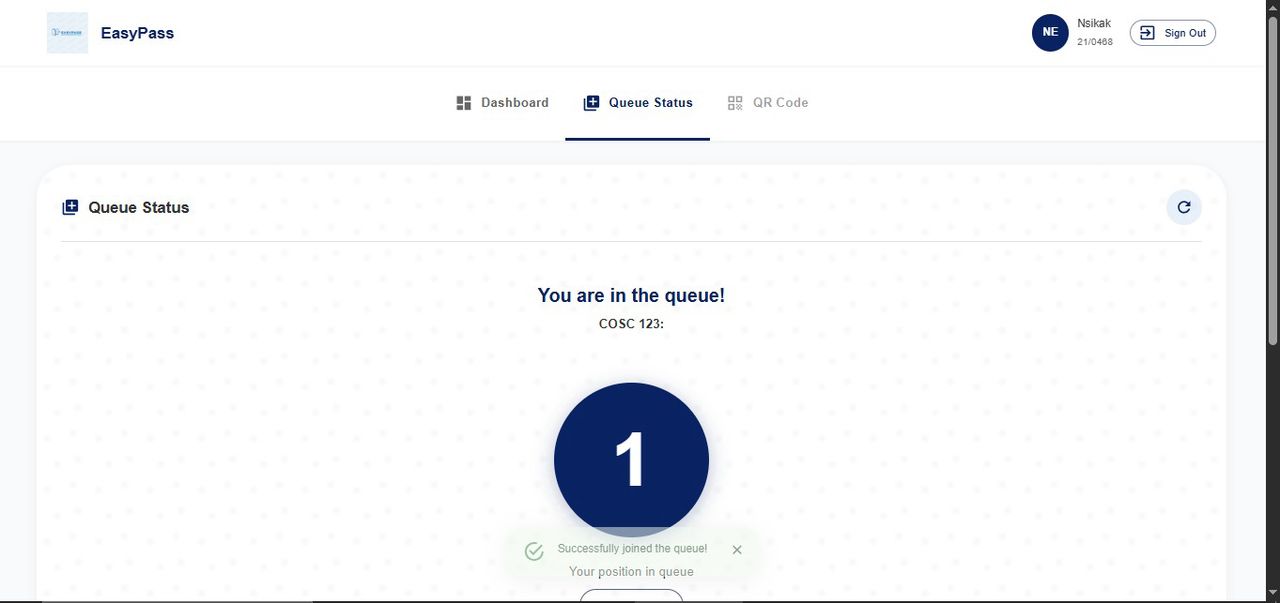 EasyPass
NE
Nsikak
21/0468
Sign Out
Dashboard
Queue Status
QR Code
Queue Status
You are in the queue!
COSC 123:
1
Successfully joined the queue!
Your position in queue